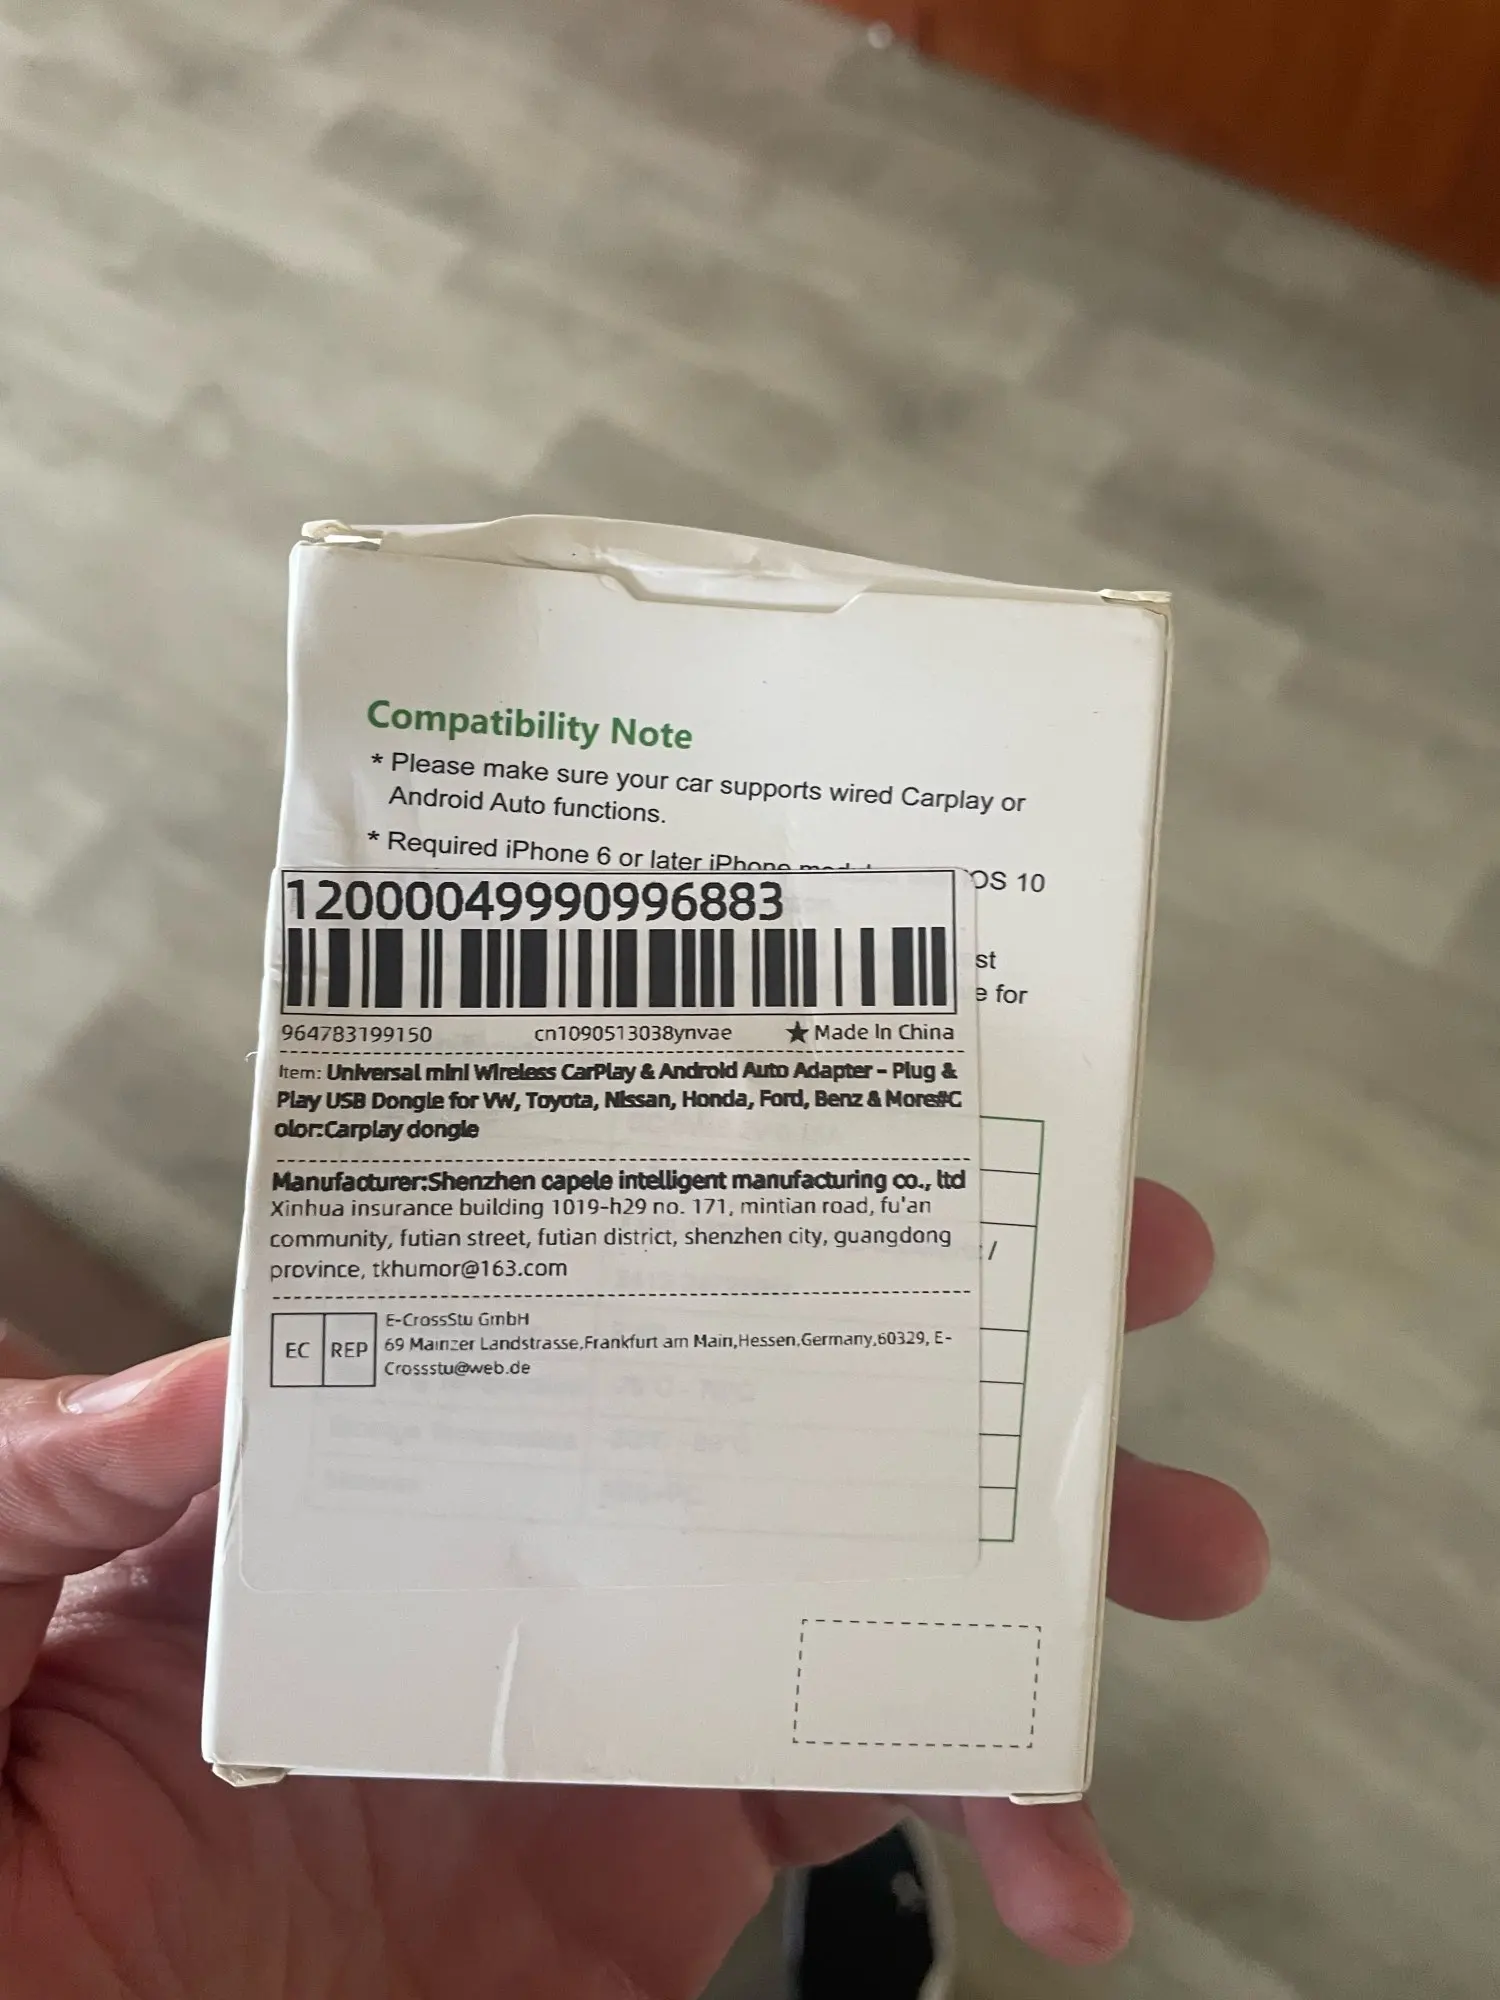 Compatibility Note
* Please make sure your car supports wired Carplay or
Android Auto functions.
* Required iPhone 6 or later iPhone OS 10
12000049990996883
st
e for
964783199150 cn1090513038ynvae ★ Made In China
Item: Universal mini Wireless CarPlay & Android Auto Adapter - Plug &
Play USB Dongle for VW, Toyota, Nissan, Honda, Ford, Benz & More#C
olor:Carplay dongle
Manufacturer:Shenzhen capele intelligent manufacturing co., ltd
Xinhua insurance building 1019-h29 no. 171, mintian road, fu'an
community, futian street, futian district, shenzhen city, guangdong
province, tkhumor@163.com
/
EC REP
E-CrossStu GmbH
69 Mainzer Landstrasse,Frankfurt am Main,Hessen,Germany,60329, E-
Crossstu@web.de